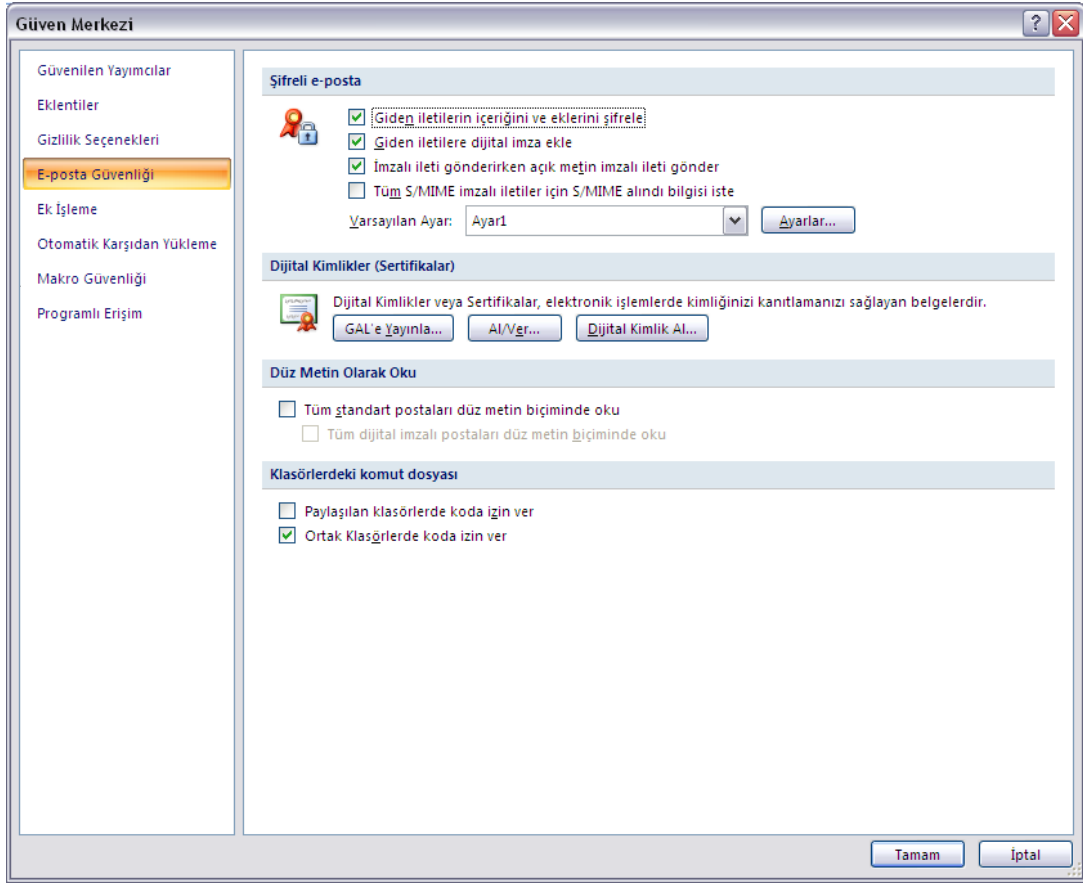 Güven Merkezi
Güvenilen Yayımcılar
Eklentiler
Gizlilik Seçenekleri
E-posta Güvenliği
Ek İşleme
Otomatik Karşıdan Yükleme
Makro Güvenliği
Programlı Erişim
Şifreli e-posta
Giden iletilerin içeriğini ve eklerini şifrele
Giden iletilere dijital imza ekle
İmzalı ileti gönderirken açık metin imzalı ileti gönder
Tüm S/MIME imzalı iletiler için S/MIME alındı bilgisi iste
Varsayılan Ayar: Ayar1 Ayarlar...
Dijital Kimlikler (Sertifikalar)
Dijital Kimlikler veya Sertifikalar, elektronik işlemlerde kimliğinizi kanıtlamanızı sağlayan belgelerdir.
GAL'e Yayınla... Al/Ver... Dijital Kimlik Al...
Düz Metin Olarak Oku
Tüm standart postaları düz metin biçiminde oku
Tüm dijital imzalı postaları düz metin biçiminde oku
Klasörlerdeki komut dosyası
Paylaşılan klasörlerde koda izin ver
Ortak Klasörlerde koda izin ver
Tamam İptal